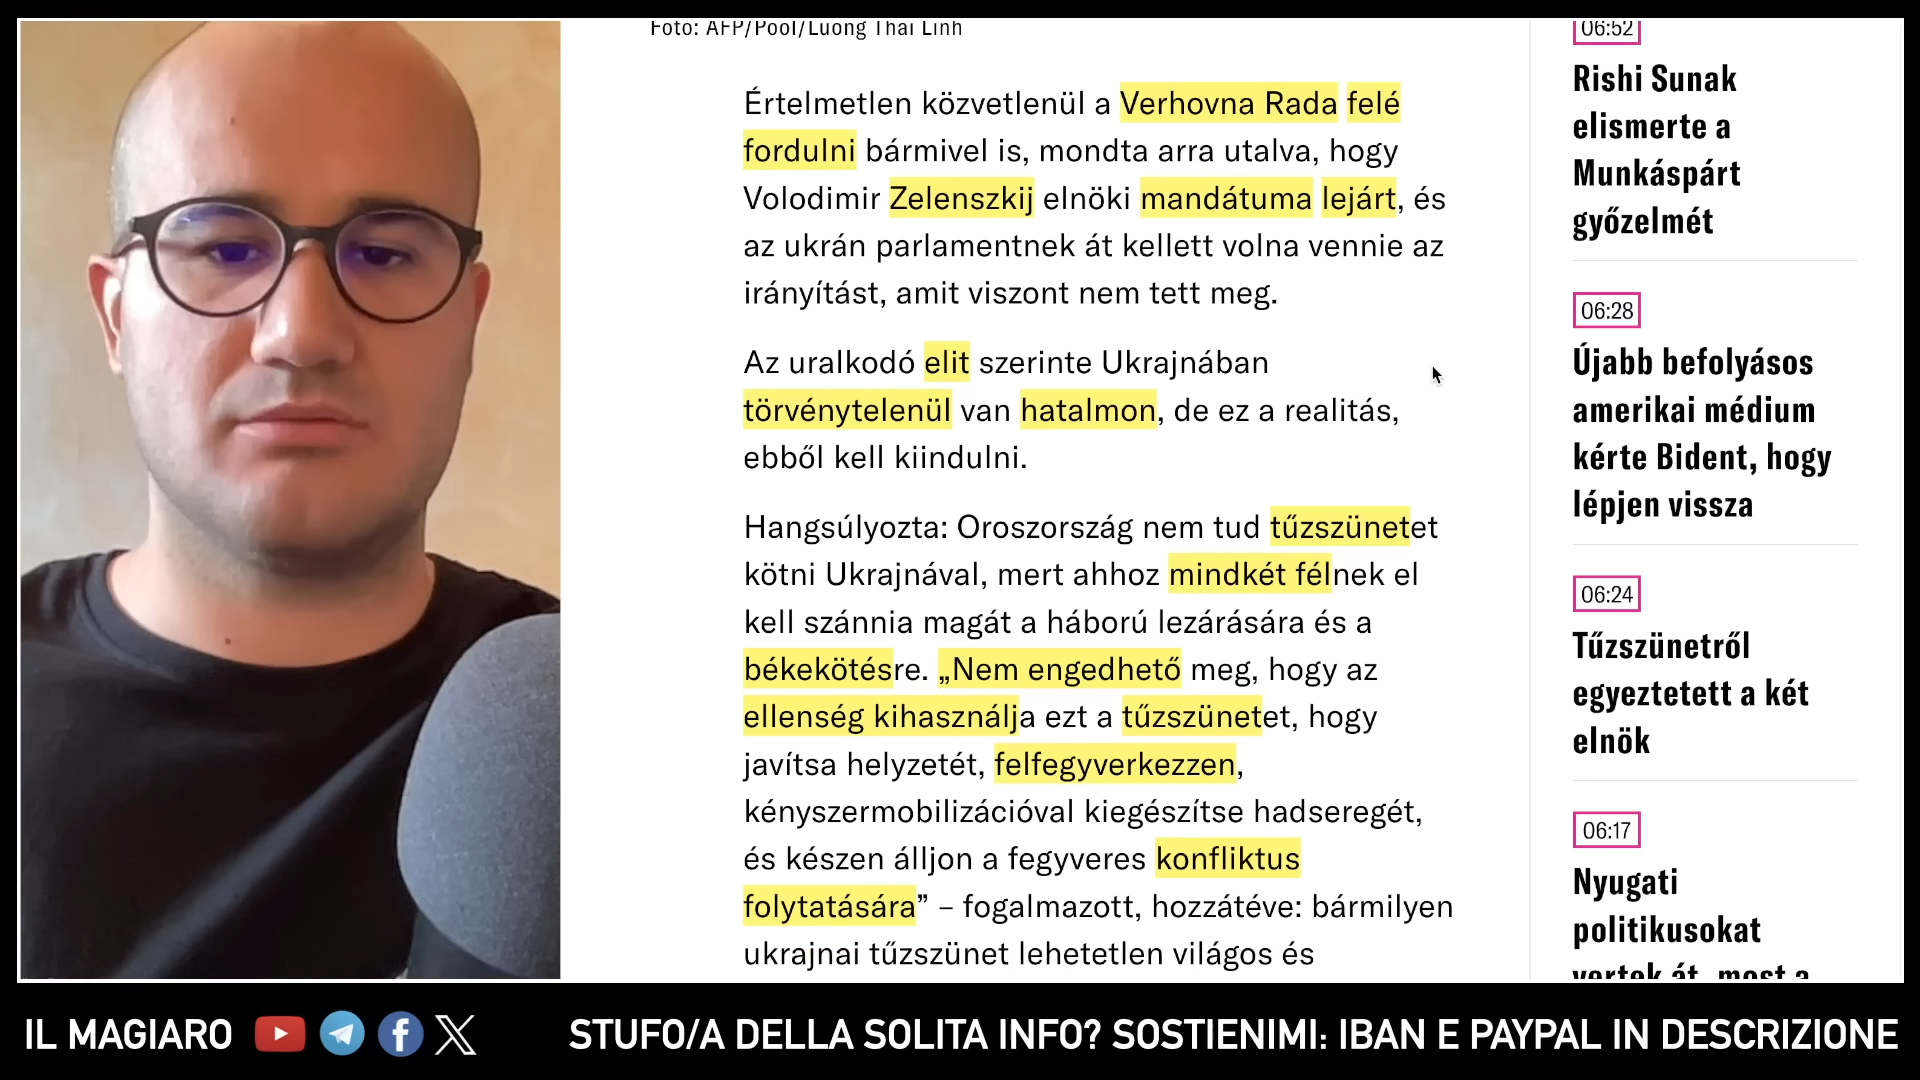 Foto: AFP/Pool/Luong Thai Linh
Értelmetlen közvetlenül a Verhovna Rada felé
fordulni bármivel is, mondta arra utalva, hogy
Volodimir Zelenszkij elnöki mandátuma lejárt, és
az ukrán parlamentnek át kellett volna vennie az
irányítást, amit viszont nem tett meg.
Az uralkodó elit szerinte Ukrajnában
törvénytelenül van hatalmon, de ez a realitás,
ebből kell kiindulni.
Hangsúlyozta: Oroszország nem tud tűzszünetet
kötni Ukrajnával, mert ahhoz mindkét félnek el
kell szánnia magát a háború lezárására és a
békekötésre. „Nem engedhető meg, hogy az
ellenség kihasználja ezt a tűzszünetet, hogy
javítsa helyzetét, felfegyverkezzen,
kényszermobilizációval kiegészítse hadseregét,
és készen álljon a fegyveres konfliktus
folytatására” – fogalmazott, hozzátéve: bármilyen
ukrajnai tűzszünet lehetetlen világos és
06:52
Rishi Sunak
elismerte a
Munkáspárt
győzelmét
06:28
Újabb befolyásos
amerikai médium
kérte Bident, hogy
lépjen vissza
06:24
Tűzszünetről
egyeztetett a két
elnök
06:17
Nyugati
politikusokat
vertek át, most a
IL MAGIARO
STUFO/A DELLA SOLITA INFO? SOSTIENIMI: IBAN E PAYPAL IN DESCRIZIONE